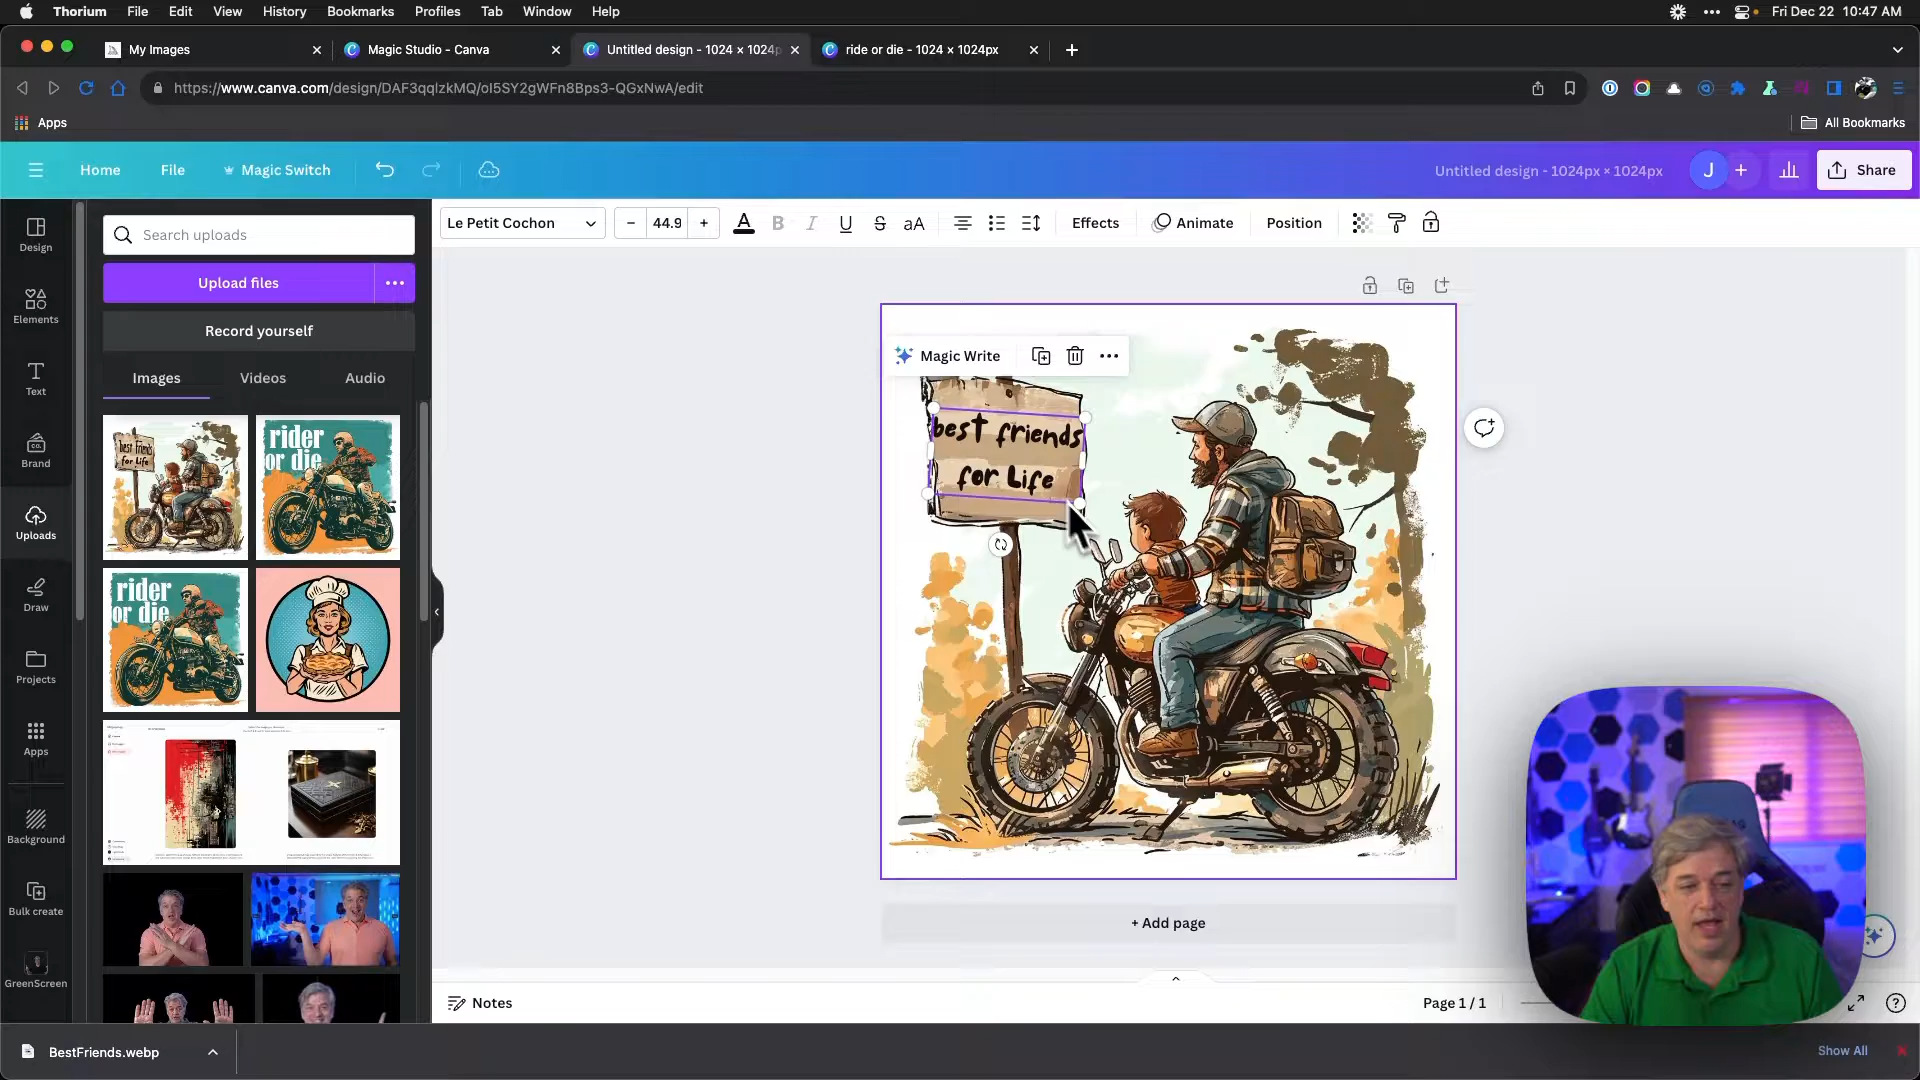 Thorium File Edit View History Bookmarks Profiles Tab Window Help Fri Dec 22 10:47 AM
My Images Magic Studio - Canva Untitled design - 1024 × 1024p ride or die - 1024 × 1024px
https://www.canva.com/design/DAF3qqlzkMQ/oI5SY2gWFn8Bps3-QGxNwA/edit
Apps All Bookmarks
Home File Magic Switch Untitled design - 1024px × 1024px J Share
Le Petit Cochon 44.9 A B I U S aA Effects Animate Position
Design
Elements
Text
Brand
Uploads
Draw
Projects
Apps
Background
Bulk create
GreenScreen
Search uploads
Upload files
Record yourself
Images Videos Audio
best friends
for Life
rider
or die
rider
or die
Magic Write
best friends
for Life
+ Add page
Notes Page 1 / 1
BestFriends.webp Show All